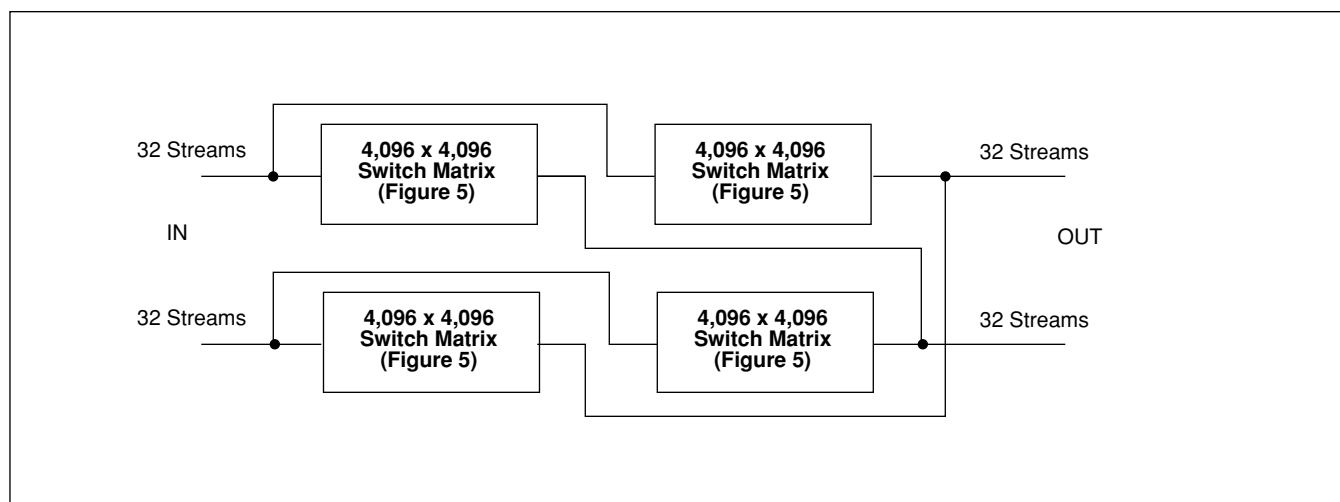 32 Streams
4,096 x 4,096
Switch Matrix
(Figure 5)
4,096 x 4,096
Switch Matrix
(Figure 5)
32 Streams
IN
OUT
32 Streams
4,096 x 4,096
Switch Matrix
(Figure 5)
4,096 x 4,096
Switch Matrix
(Figure 5)
32 Streams